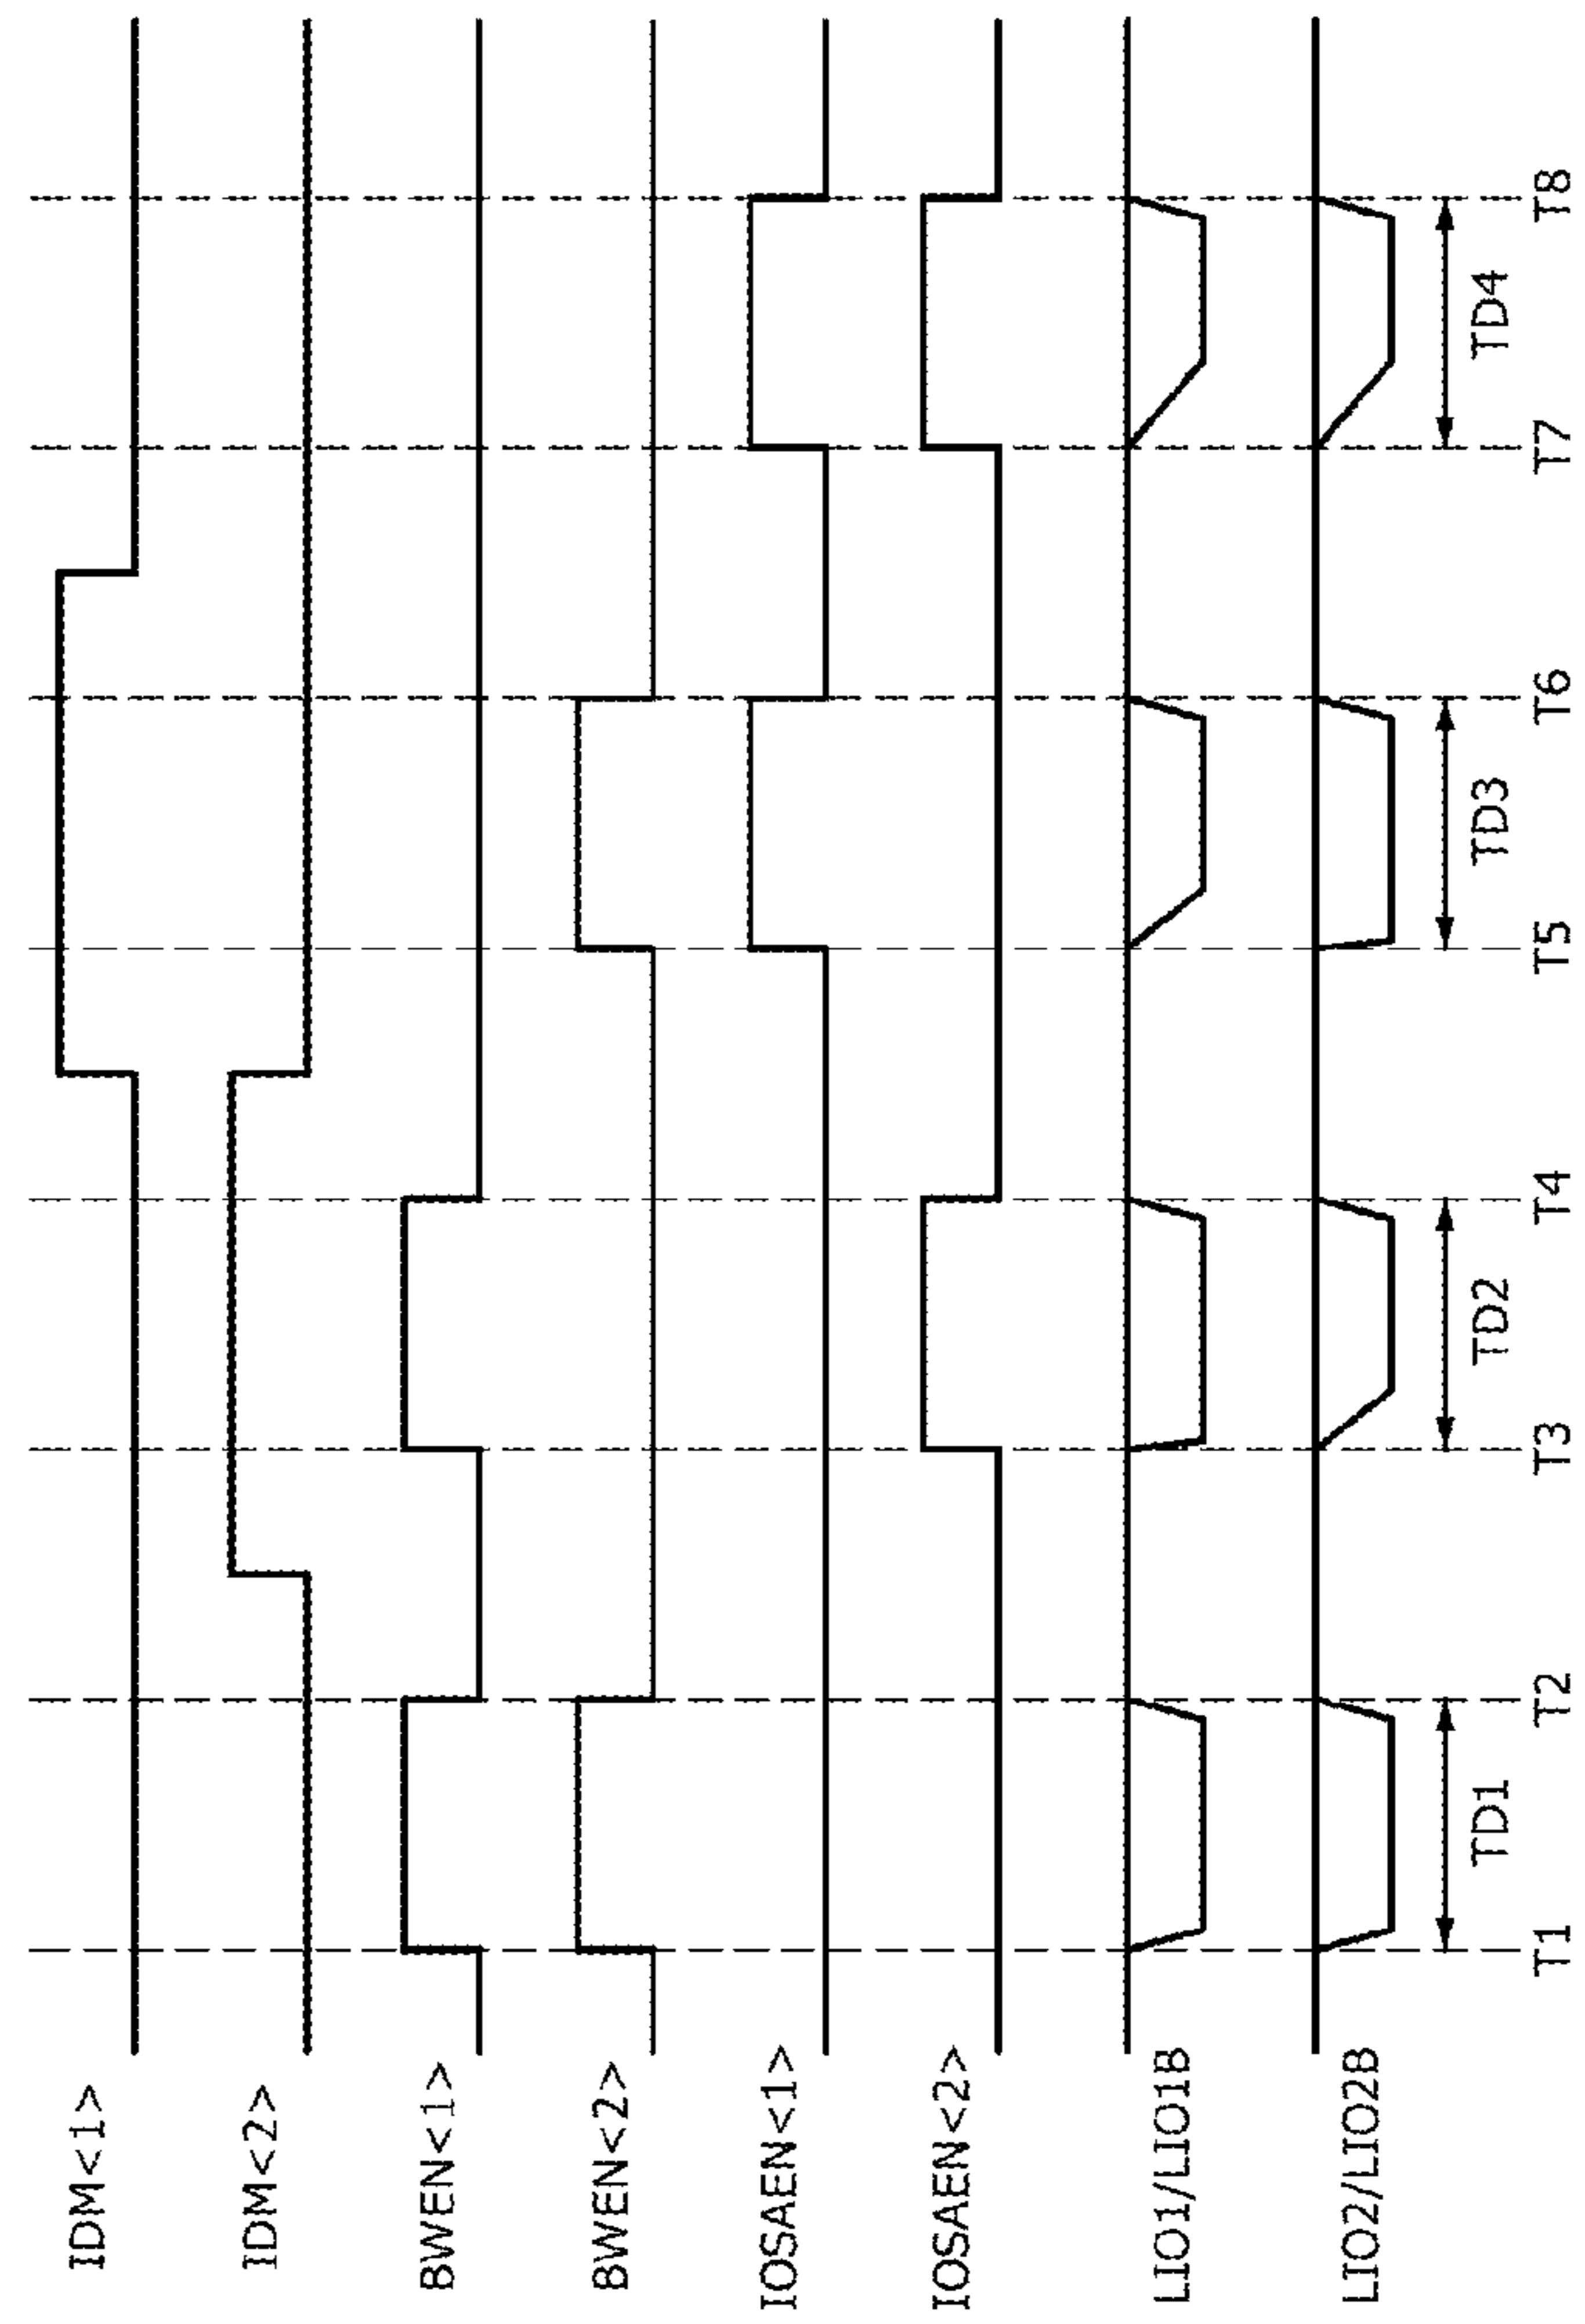 IDM<1>
IDM<2>
BWEN<1>
BWEN<2>
IOSAEN<1>
IOSAEN<2>
LIO1/LIO1B
LIO2/LIO2B
TD1 TD2 TD3 TD4
T1 T2 T3 T4 T5 T6 T7 T8